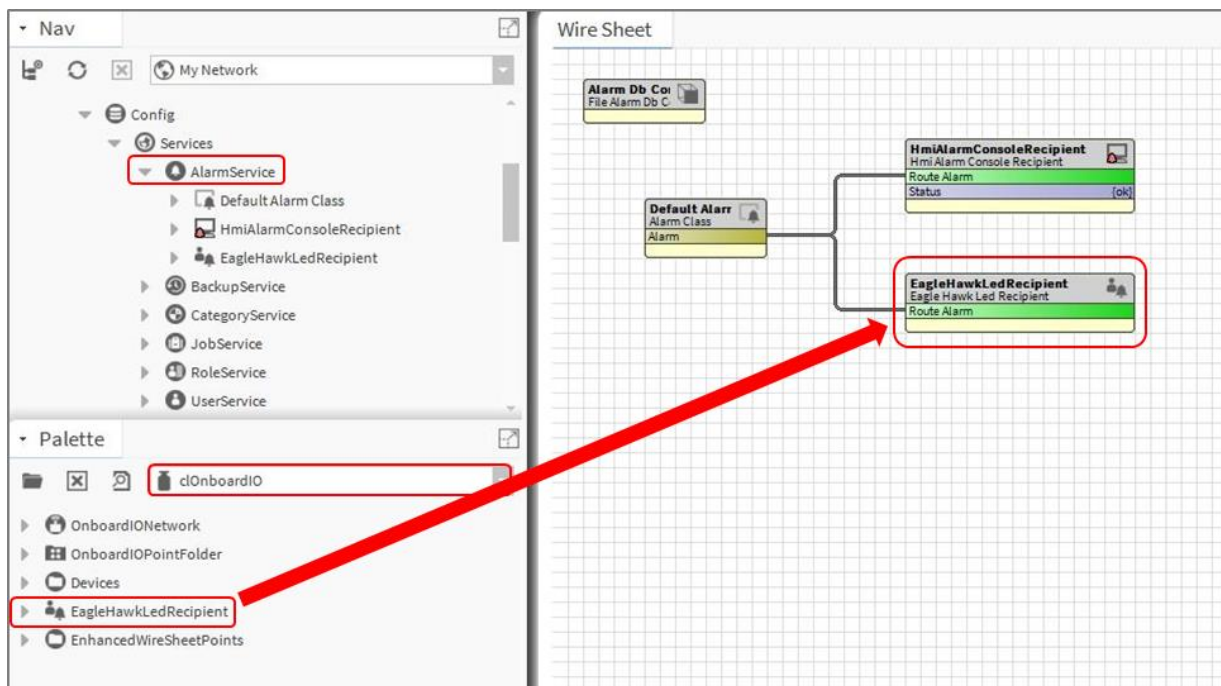 Nav
My Network
Config
Services
AlarmService
Default Alarm Class
HmiAlarmConsoleRecipient
EagleHawkLedRecipient
BackupService
CategoryService
JobService
RoleService
UserService
Palette
clOnboardIO
OnboardIONetwork
OnboardIOPointFolder
Devices
EagleHawkLedRecipient
EnhancedWireSheetPoints
Wire Sheet
Alarm Db Coi
File Alarm Db C
Default Alarr
Alarm Class
Alarm
HmiAlarmConsoleRecipient
Hmi Alarm Console Recipient
Route Alarm
Status {ok}
EagleHawkLedRecipient
Eagle Hawk Led Recipient
Route Alarm